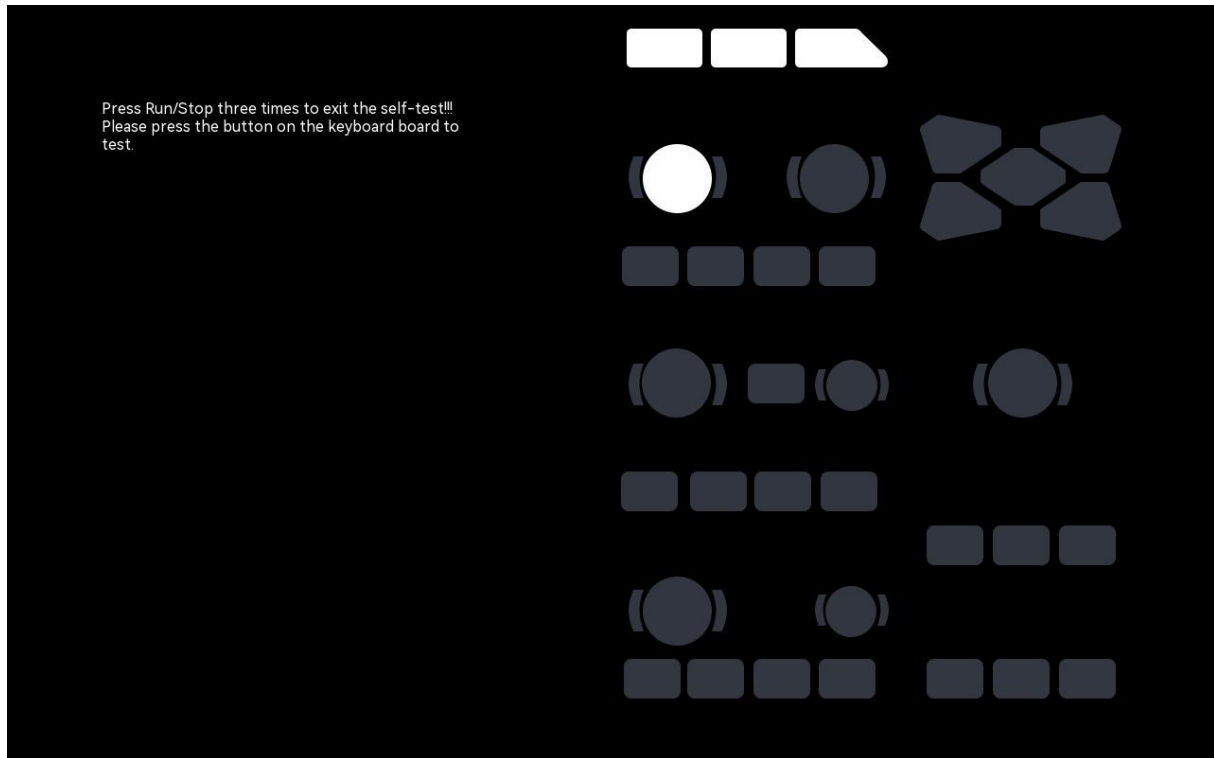 Press Run/Stop three times to exit the self-test!!!
Please press the button on the keyboard board to
test.